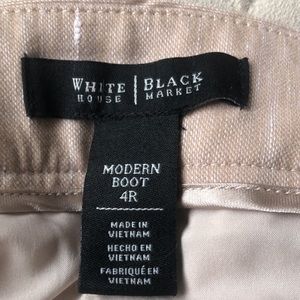 WHITE | BLACK
HOUSE | MARKET
MODERN
BOOT
4R
MADE IN
VIETNAM
HECHO EN
VIETNAM
FABRIQUÉ EN
VIETNAM